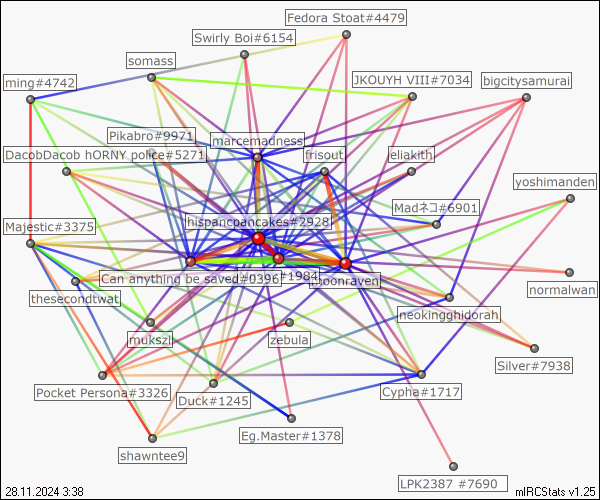 Fedora Stoat#4479
Swirly Boi#6154
somass
ming#4742
JKOUYH VIII#7034
bigcitysamurai
Pikabro#9971
marcemadness
DacobDacob hORNY police#5271
frisout
eliakith
yoshimanden
Madネコ#6901
Majestic#3375
hispancpancakes#2928
Can anything be saved#0396
#1984
moonraven
normalwan
thesecondtwat
neokingghidorah
mukszi
zebula
Silver#7938
Pocket Persona#3326
Duck#1245
Cypha#1717
Eg.Master#1378
shawntee9
LPK2387 #7690
28.11.2024 3:38
mIRCStats v1.25